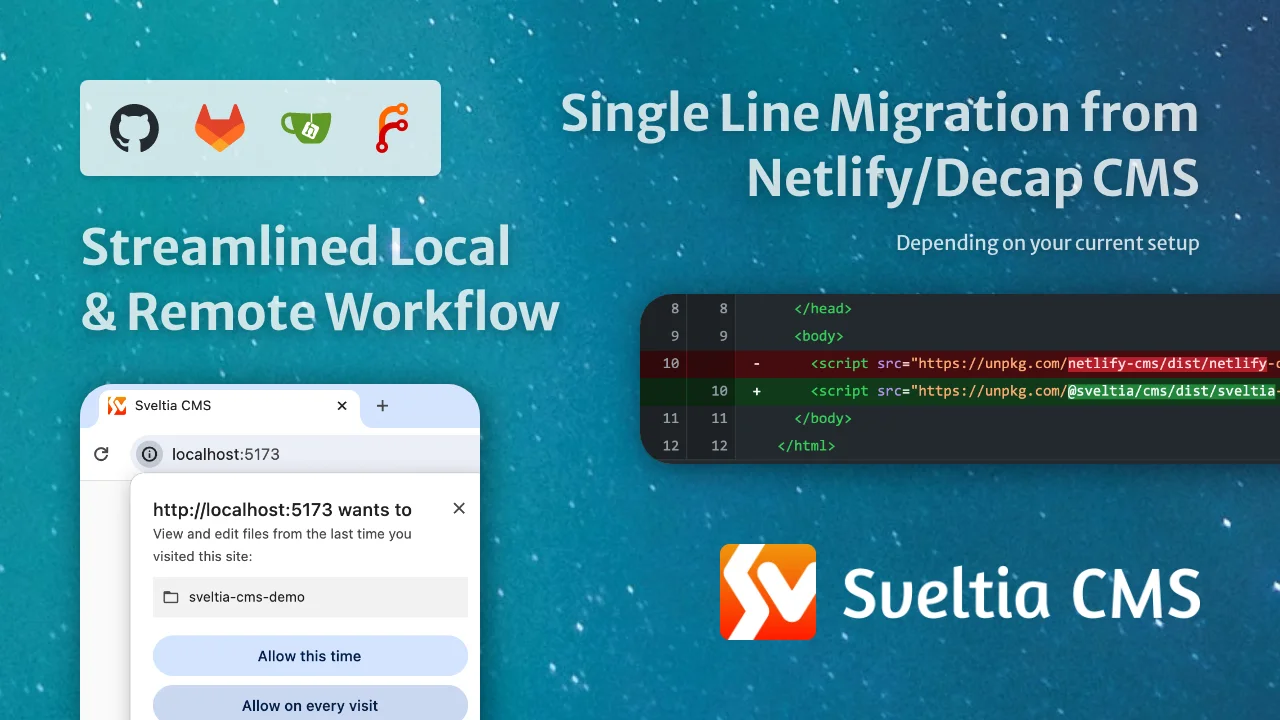 Streamlined Local
& Remote Workflow
Sveltia CMS
localhost:5173
http://localhost:5173 wants to
View and edit files from the last time you
visited this site:
sveltia-cms-demo
Allow this time
Allow on every visit
Single Line Migration from
Netlify/Decap CMS
Depending on your current setup
8 8 </head>
9 9 <body>
10 - <script src="https://unpkg.com/netlify-cms/dist/netlify-
10 + <script src="https://unpkg.com/@sveltia/cms/dist/sveltia-
11 11 </body>
12 12 </html>
Sveltia CMS